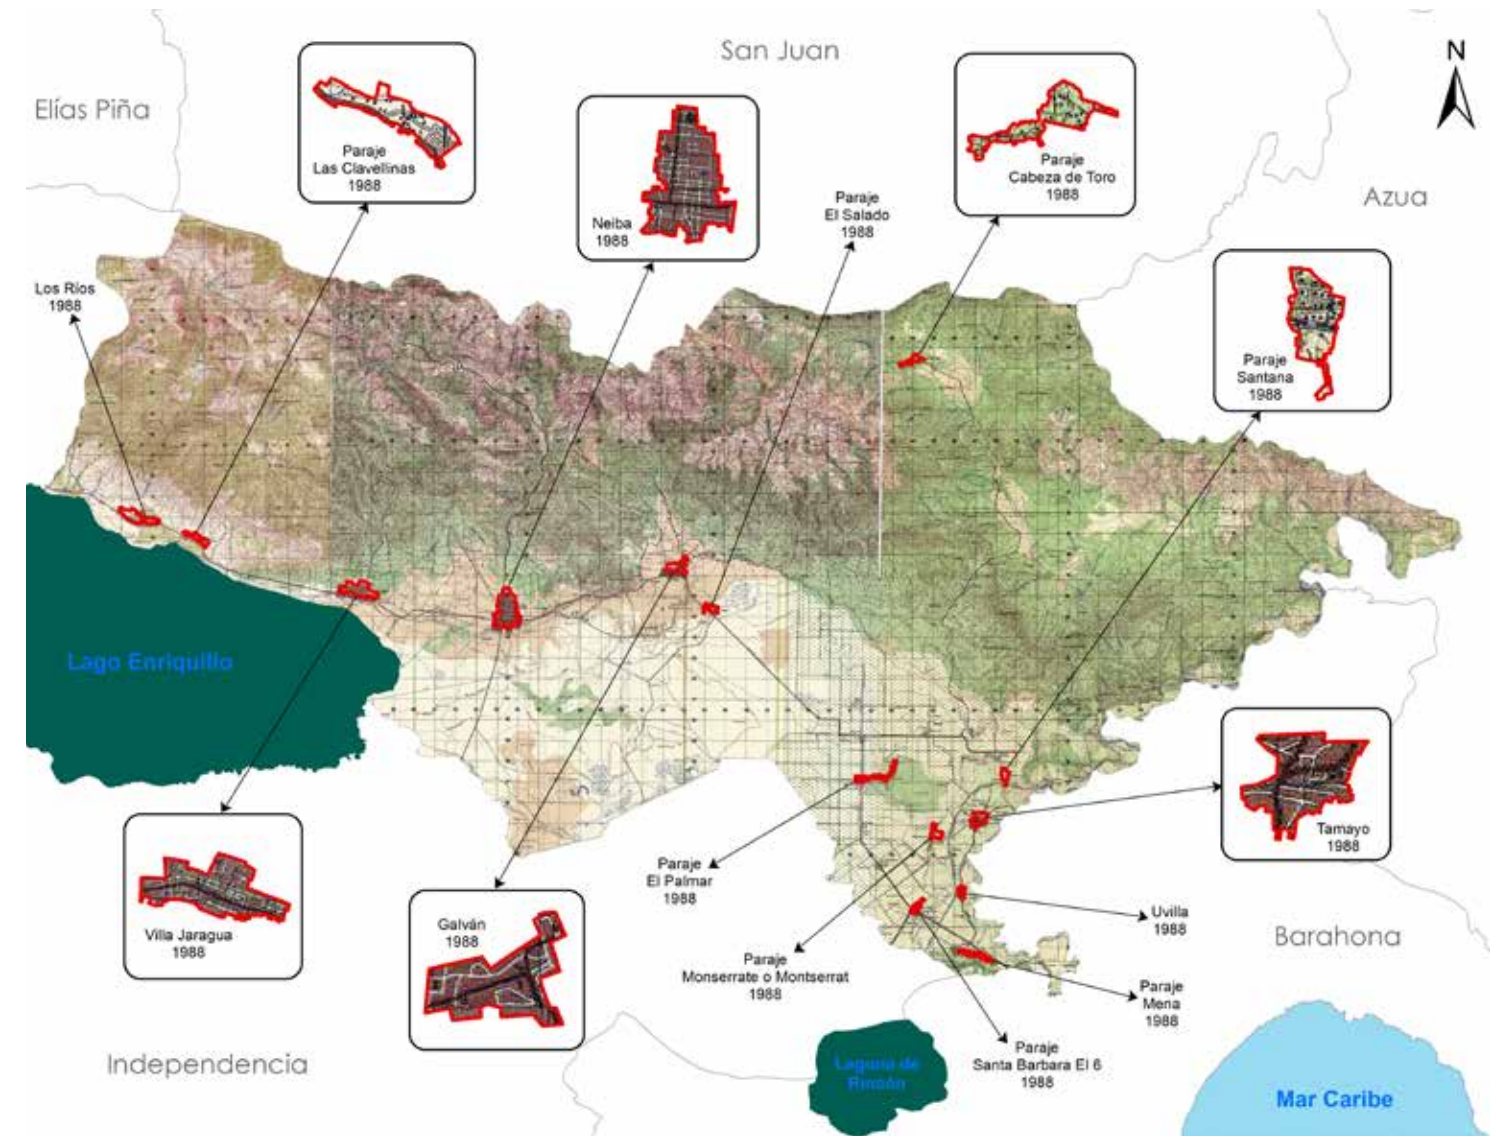 San Juan
N
Elías Piña
Paraje
Las Clavellinas
1988
Neiba
1988
Paraje
El Salado
1988
Paraje
Cabeza de Toro
1988
Azua
Los Ríos
1988
Paraje
Santana
1988
Lago Enriquillo
Tamayo
1988
Paraje
El Palmar
1988
Villa Jaragua
1988
Galván
1988
Uvilla
1988
Barahona
Paraje
Monserrate o Montserrat
1988
Paraje
Mena
1988
Paraje
Santa Barbara El 6
1988
Independencia
Laguna de
Rincón
Mar Caribe